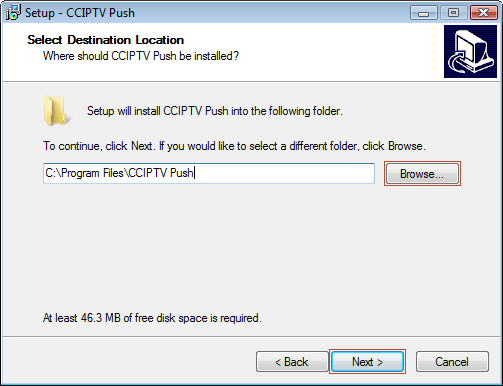 Setup - CCIPTV Push
Select Destination Location
Where should CCIPTV Push be installed?
Setup will install CCIPTV Push into the following folder.
To continue, click Next. If you would like to select a different folder, click Browse.
C:\Program Files\CCIPTV Push
Browse...
At least 46.3 MB of free disk space is required.
< Back
Next >
Cancel